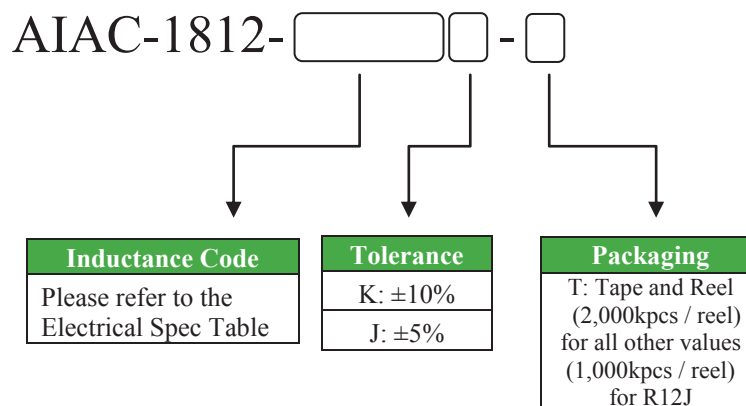 AIAC-1812-
-
Inductance Code
Please refer to the
Electrical Spec Table
Tolerance
K: ±10%
J: ±5%
Packaging
T: Tape and Reel
(2,000kpcs / reel)
for all other values
(1,000kpcs / reel)
for R12J